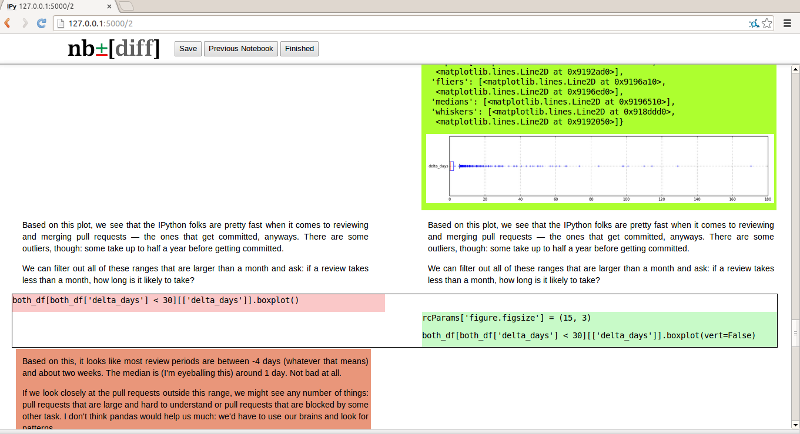 IPy 127.0.0.1:5000/2
127.0.0.1:5000/2
nb±[diff]
Save
Previous Notebook
Finished
<matplotlib.lines.Line2D at 0x9192ad0>],
'fliers': [<matplotlib.lines.Line2D at 0x9196a10>,
<matplotlib.lines.Line2D at 0x9196ed0>],
'medians': [<matplotlib.lines.Line2D at 0x9196510>],
'whiskers': [<matplotlib.lines.Line2D at 0x918ddd0>,
<matplotlib.lines.Line2D at 0x9192050>]}
delta_days
0 20 40 60 80 100 120 140 160 180
Based on this plot, we see that the IPython folks are pretty fast when it comes to reviewing
and merging pull requests — the ones that get committed, anyways. There are some
outliers, though: some take up to half a year before getting committed.
We can filter out all of these ranges that are larger than a month and ask: if a review takes
less than a month, how long is it likely to take?
Based on this plot, we see that the IPython folks are pretty fast when it comes to reviewing
and merging pull requests — the ones that get committed, anyways. There are some
outliers, though: some take up to half a year before getting committed.
We can filter out all of these ranges that are larger than a month and ask: if a review takes
less than a month, how long is it likely to take?
both_df[both_df['delta_days'] < 30][['delta_days']].boxplot()
rcParams['figure.figsize'] = (15, 3)
both_df[both_df['delta_days'] < 30][['delta_days']].boxplot(vert=False)
Based on this, it looks like most review periods are between -4 days (whatever that means)
and about two weeks. The median is (I'm eyeballing this) around 1 day. Not bad at all.
If we look closely at the pull requests outside this range, we might see any number of things:
pull requests that are large and hard to understand or pull requests that are blocked by some
other task. I don't think pandas would help us much: we'd have to use our brains and look for
patterns.